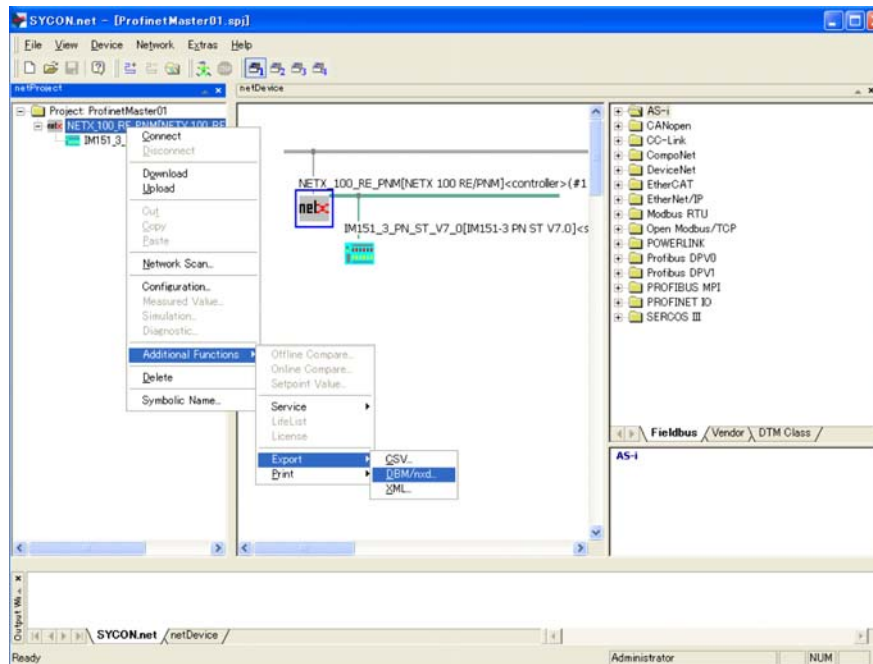 SYCON.net - [ProfinetMaster01.spj]
File View Device Network Extras Help
netProject
netDevice
Project: ProfinetMaster01
NETX_100_RE_PNM[NETX 100 RE
IM151_3_
Connect
Disconnect
Download
Upload
Cut
Copy
Paste
Network Scan...
Configuration...
Measured Value...
Simulation...
Diagnostic...
Additional Functions
Delete
Symbolic Name...
Offline Compare...
Online Compare...
Setpoint Value...
Service
LifeList
License
Export
Print
CSV...
DBM/nxd...
XML...
NETX_100_RE_PNM[NETX 100 RE/PNM]<controller>(#1
netx
IM151_3_PN_ST_V7_0[IM151-3 PN ST V7.0]<s
AS-i
CANopen
CC-Link
CompoNet
DeviceNet
EtherCAT
EtherNet/IP
Modbus RTU
Open Modbus/TCP
POWERLINK
Profibus DPV0
Profibus DPV1
PROFIBUS MPI
PROFINET IO
SERCOS III
Fieldbus Vendor DTM Class
AS-i
Output Wi
SYCON.net netDevice
Ready
Administrator
NUM